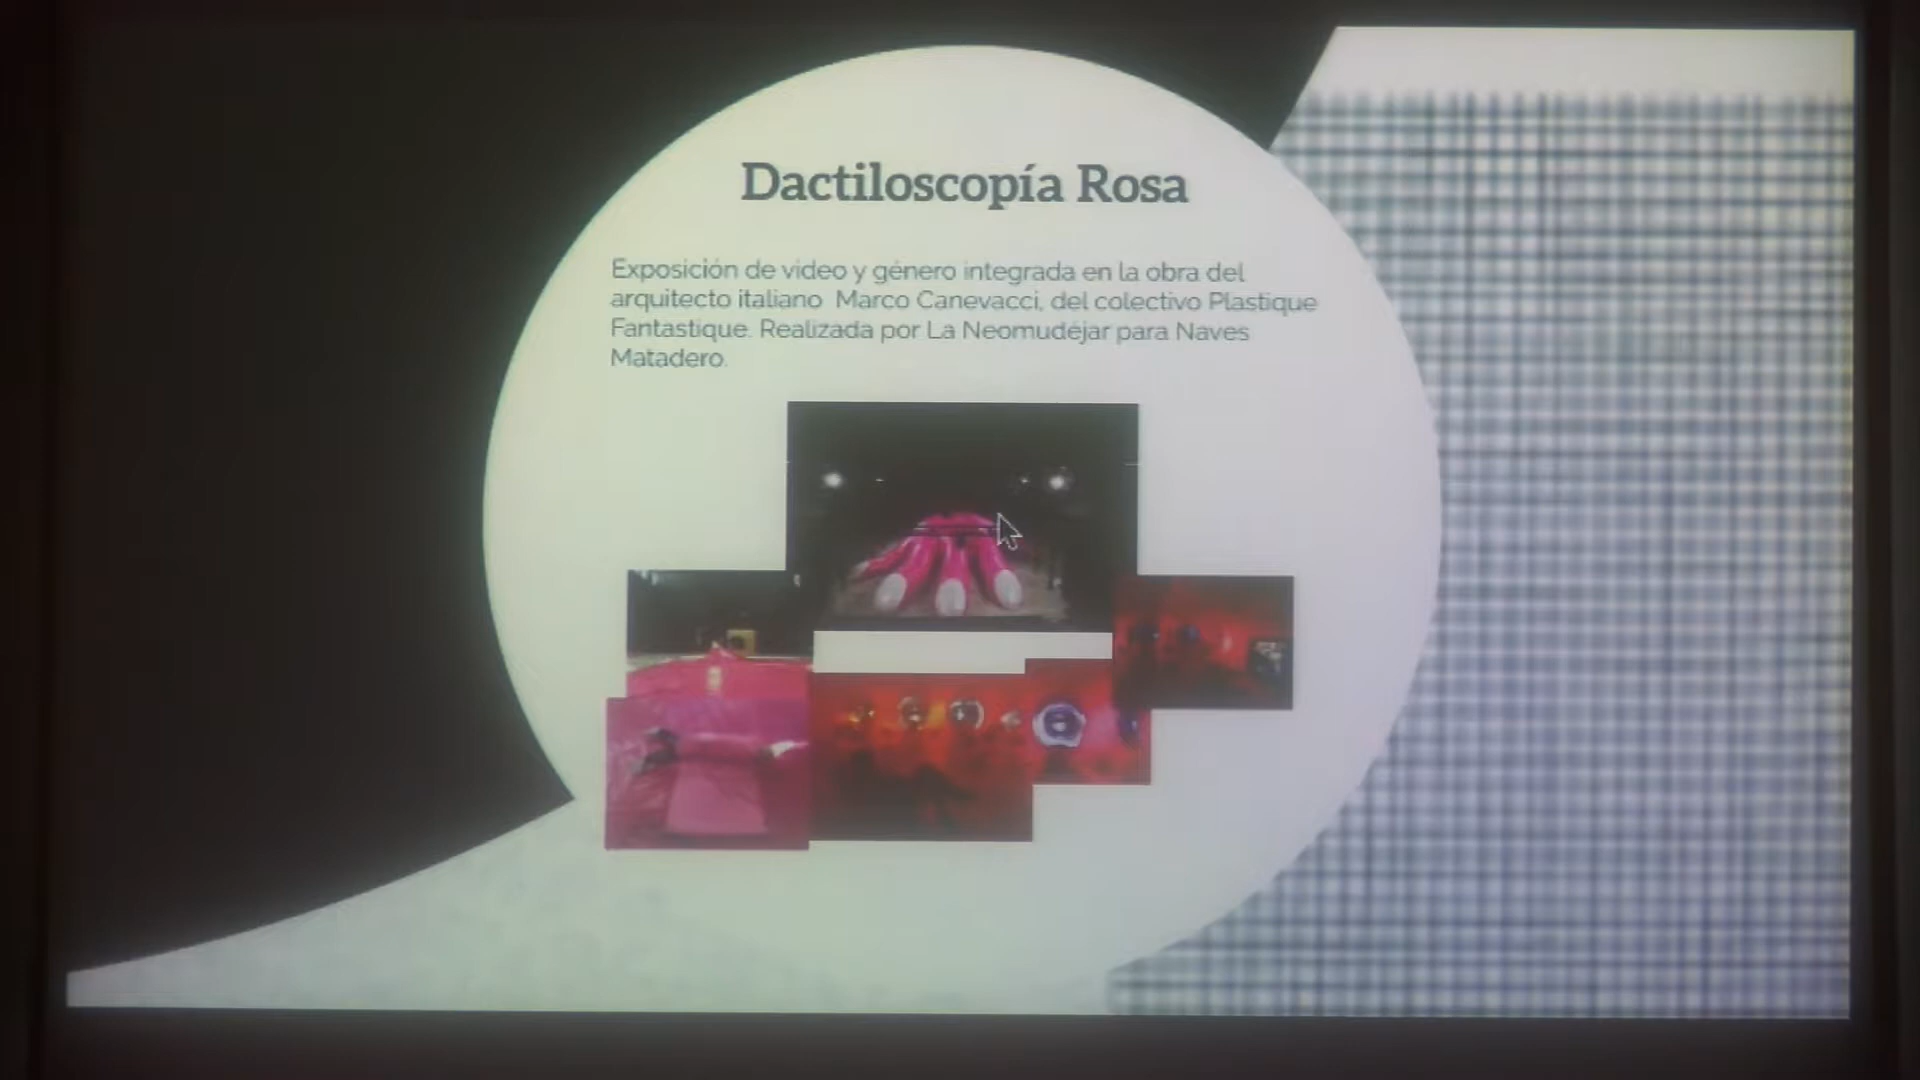 Dactiloscopía Rosa
Exposición de video y género integrada en la obra del
arquitecto italiano Marco Canevacci, del colectivo Plastique
Fantastique. Realizada por La Neomudéjar para Naves
Matadero.